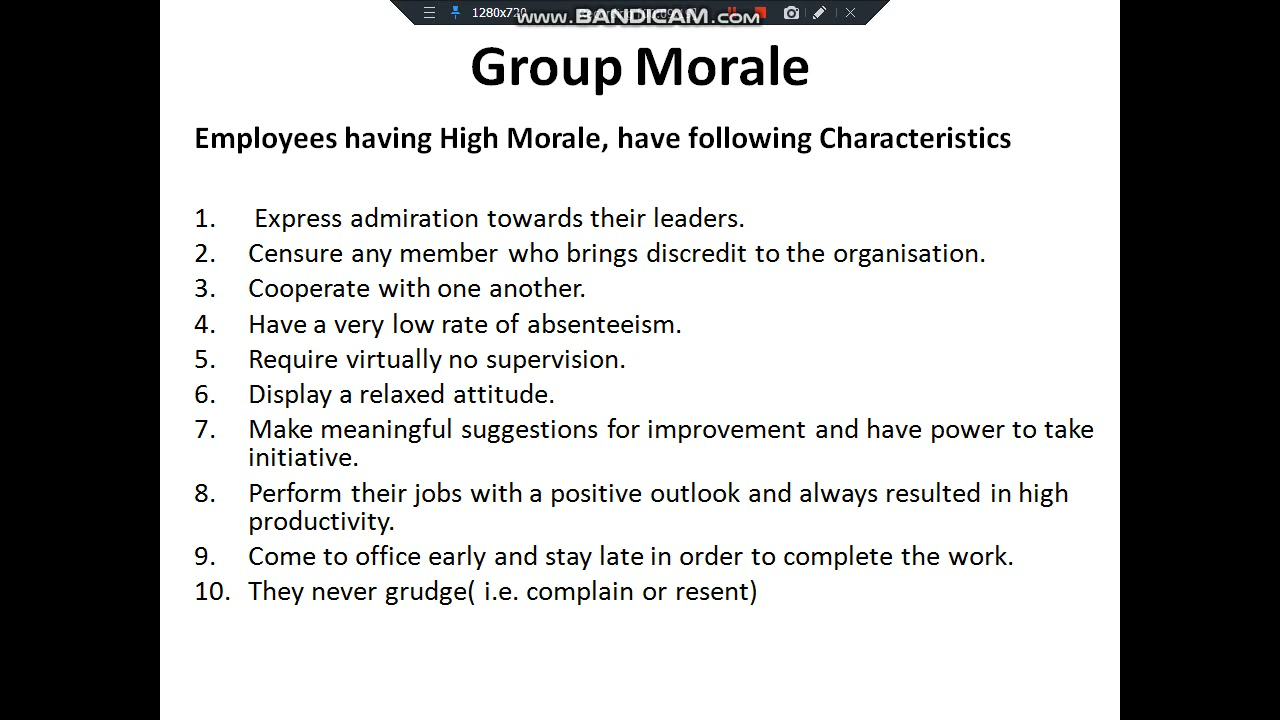 1280x720
www.BANDICAM.com
Group Morale
Employees having High Morale, have following Characteristics
1. Express admiration towards their leaders.
2. Censure any member who brings discredit to the organisation.
3. Cooperate with one another.
4. Have a very low rate of absenteeism.
5. Require virtually no supervision.
6. Display a relaxed attitude.
7. Make meaningful suggestions for improvement and have power to take
initiative.
8. Perform their jobs with a positive outlook and always resulted in high
productivity.
9. Come to office early and stay late in order to complete the work.
10. They never grudge( i.e. complain or resent)